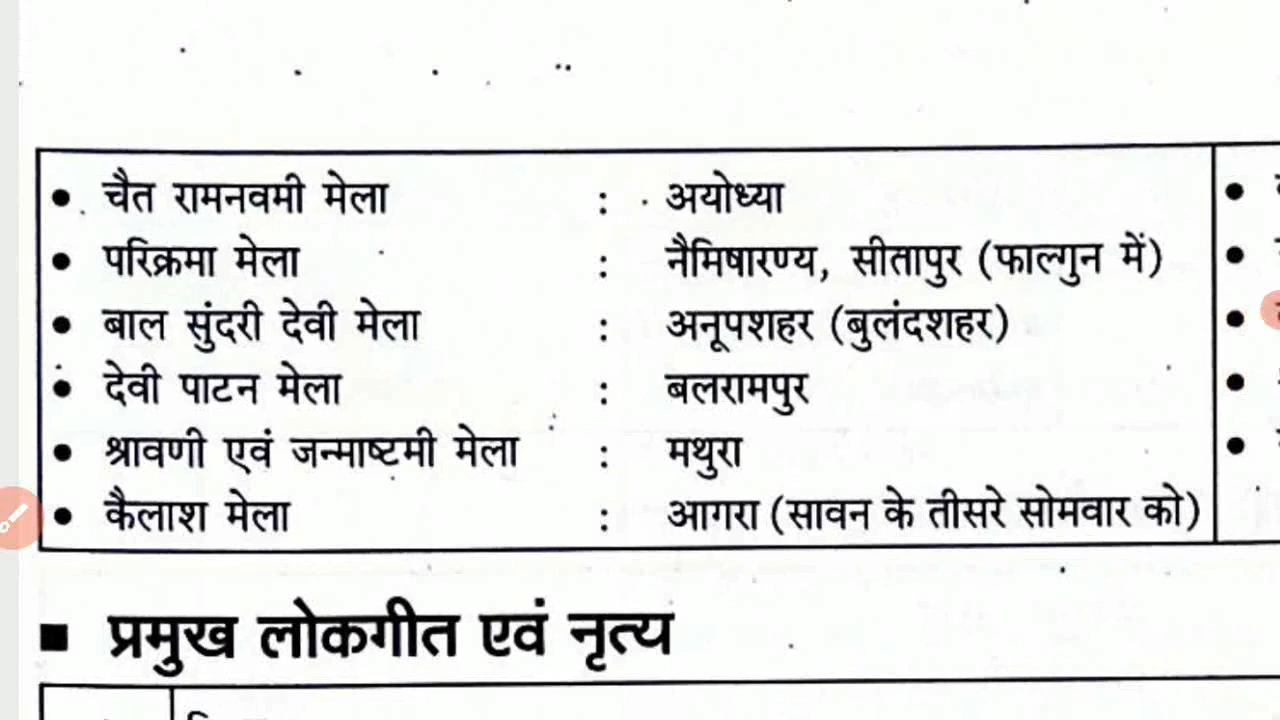 • चैत रामनवमी मेला : अयोध्या
• परिक्रमा मेला : नैमिषारण्य, सीतापुर (फाल्गुन में)
• बाल सुंदरी देवी मेला : अनूपशहर (बुलंदशहर)
• देवी पाटन मेला : बलरामपुर
• श्रावणी एवं जन्माष्टमी मेला : मथुरा
• कैलाश मेला : आगरा (सावन के तीसरे सोमवार को)
■ प्रमुख लोकगीत एवं नृत्य